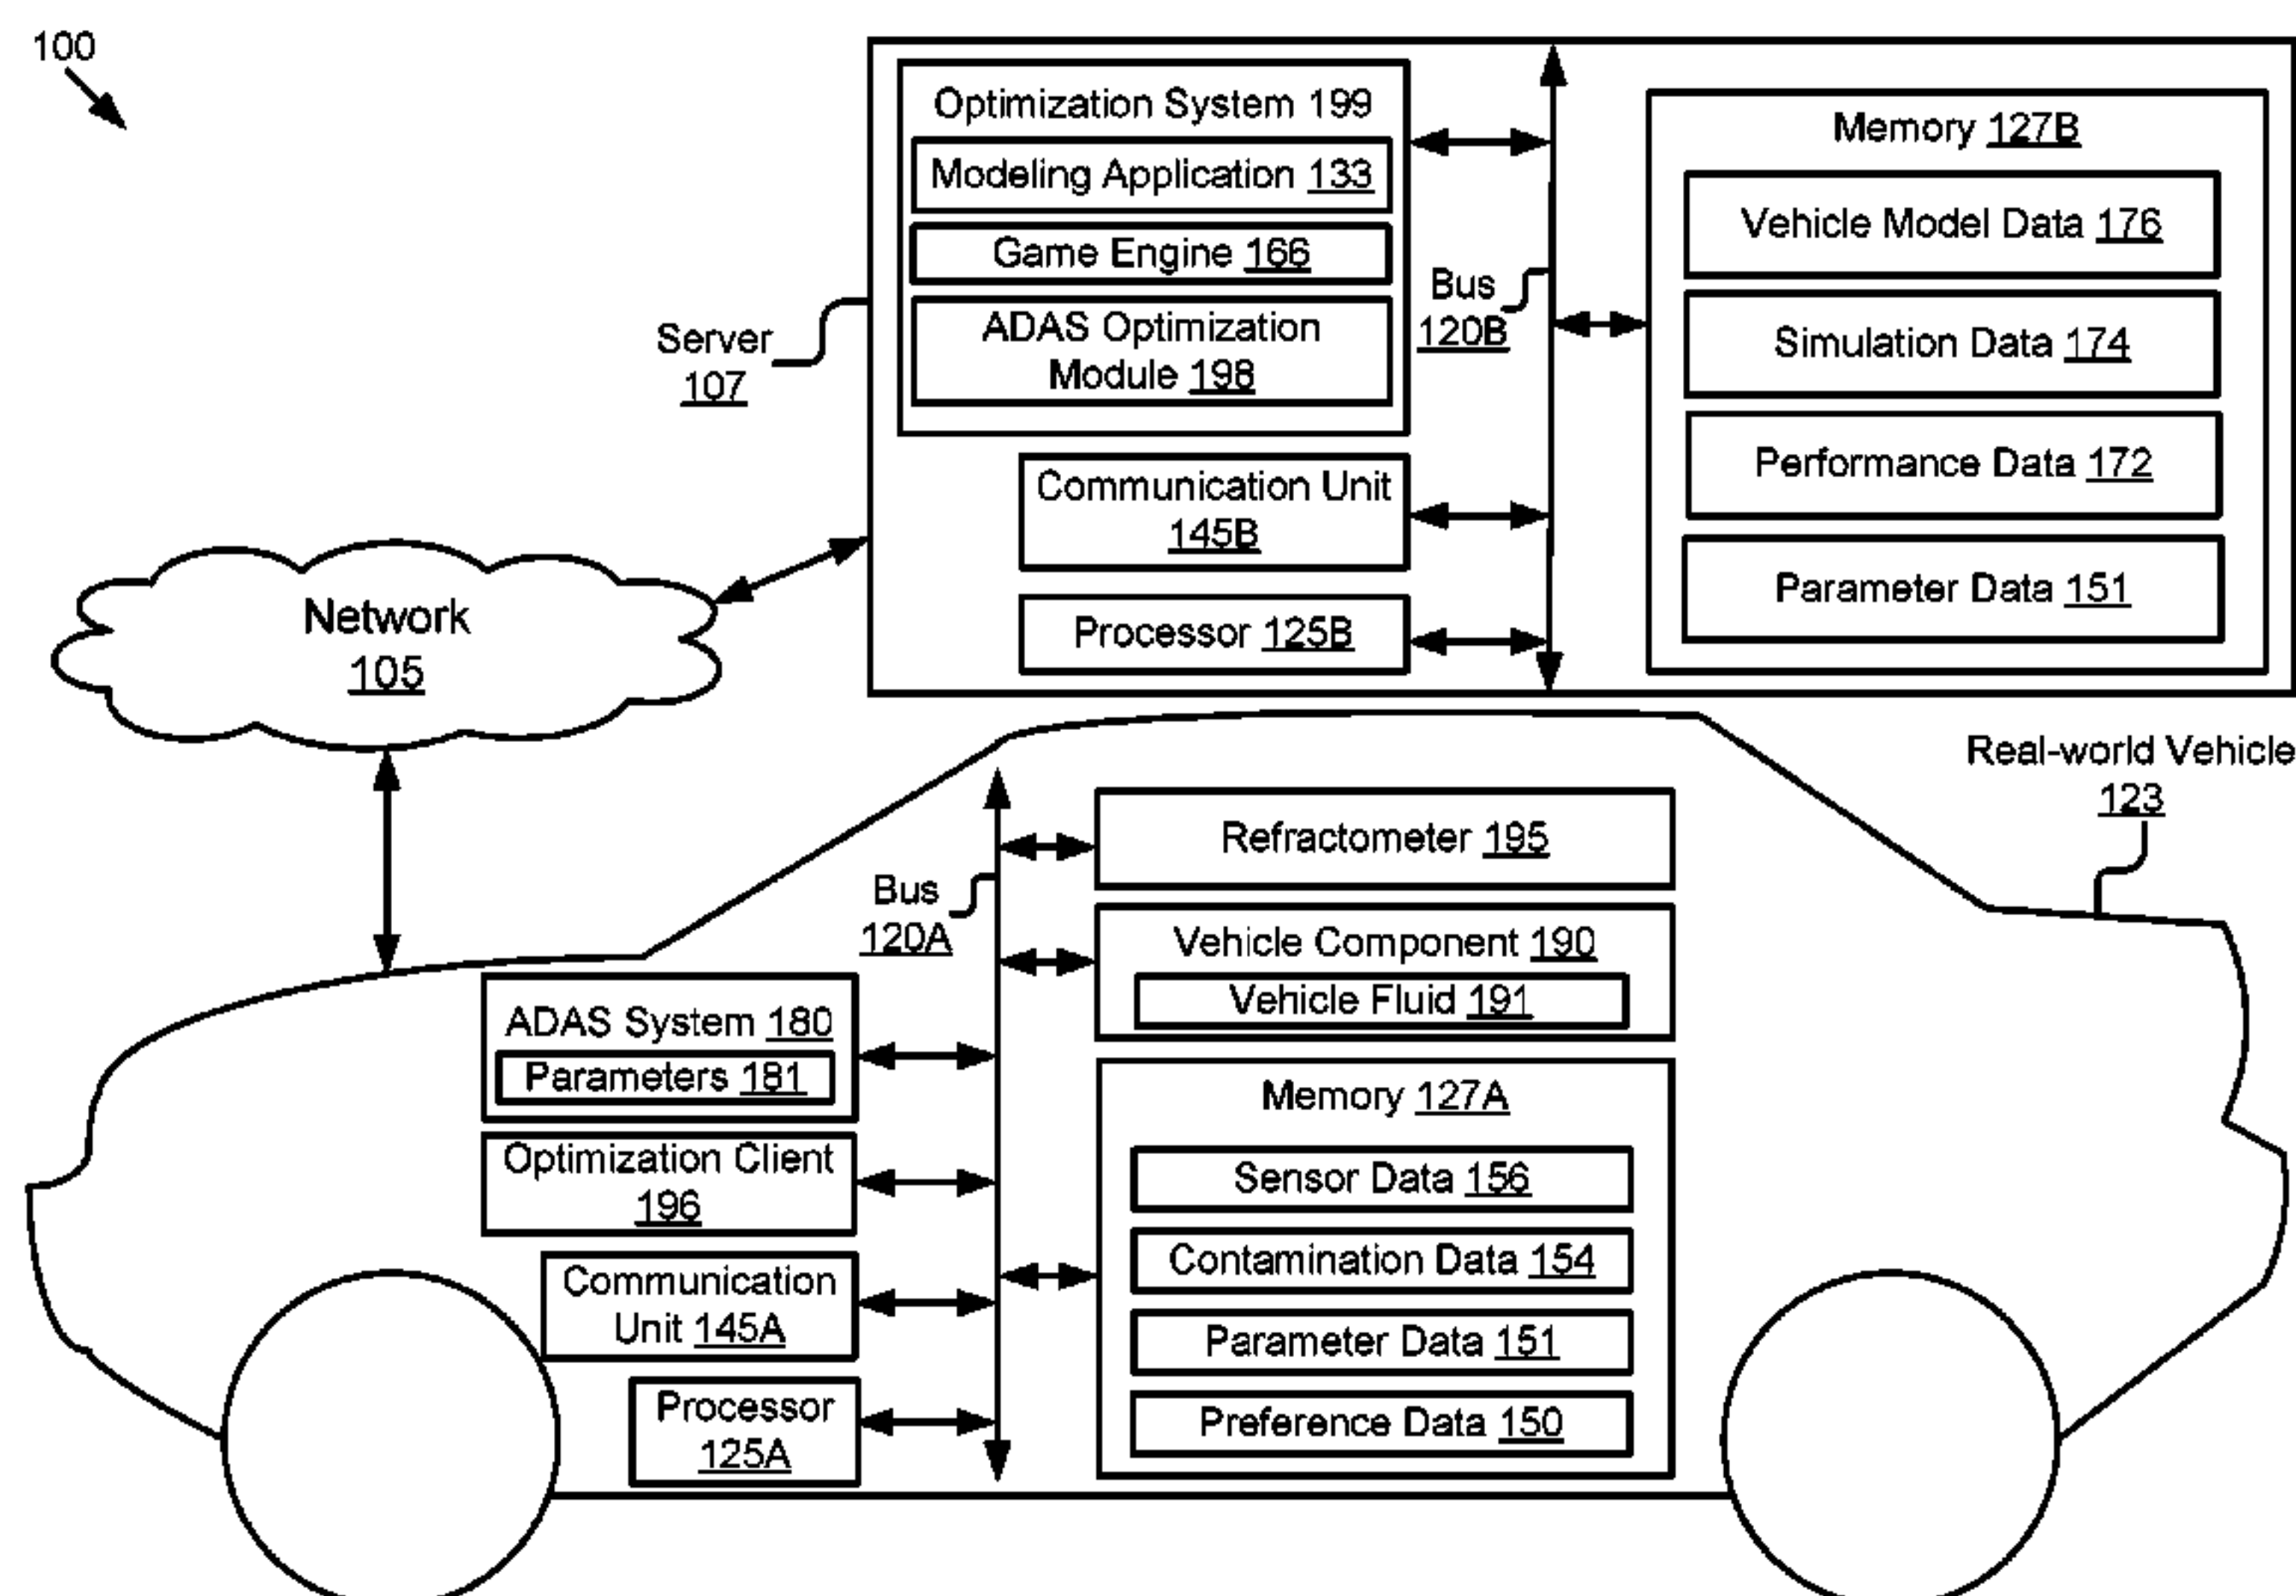 100
Optimization System 199
Modeling Application 133
Game Engine 166
ADAS Optimization
Module 198
Communication Unit
145B
Processor 125B
Server
107
Bus
120B
Memory 127B
Vehicle Model Data 176
Simulation Data 174
Performance Data 172
Parameter Data 151
Network
105
Real-world Vehicle
123
Bus
120A
Refractometer 195
Vehicle Component 190
Vehicle Fluid 191
ADAS System 180
Parameters 181
Optimization Client
196
Communication
Unit 145A
Processor
125A
Memory 127A
Sensor Data 156
Contamination Data 154
Parameter Data 151
Preference Data 150